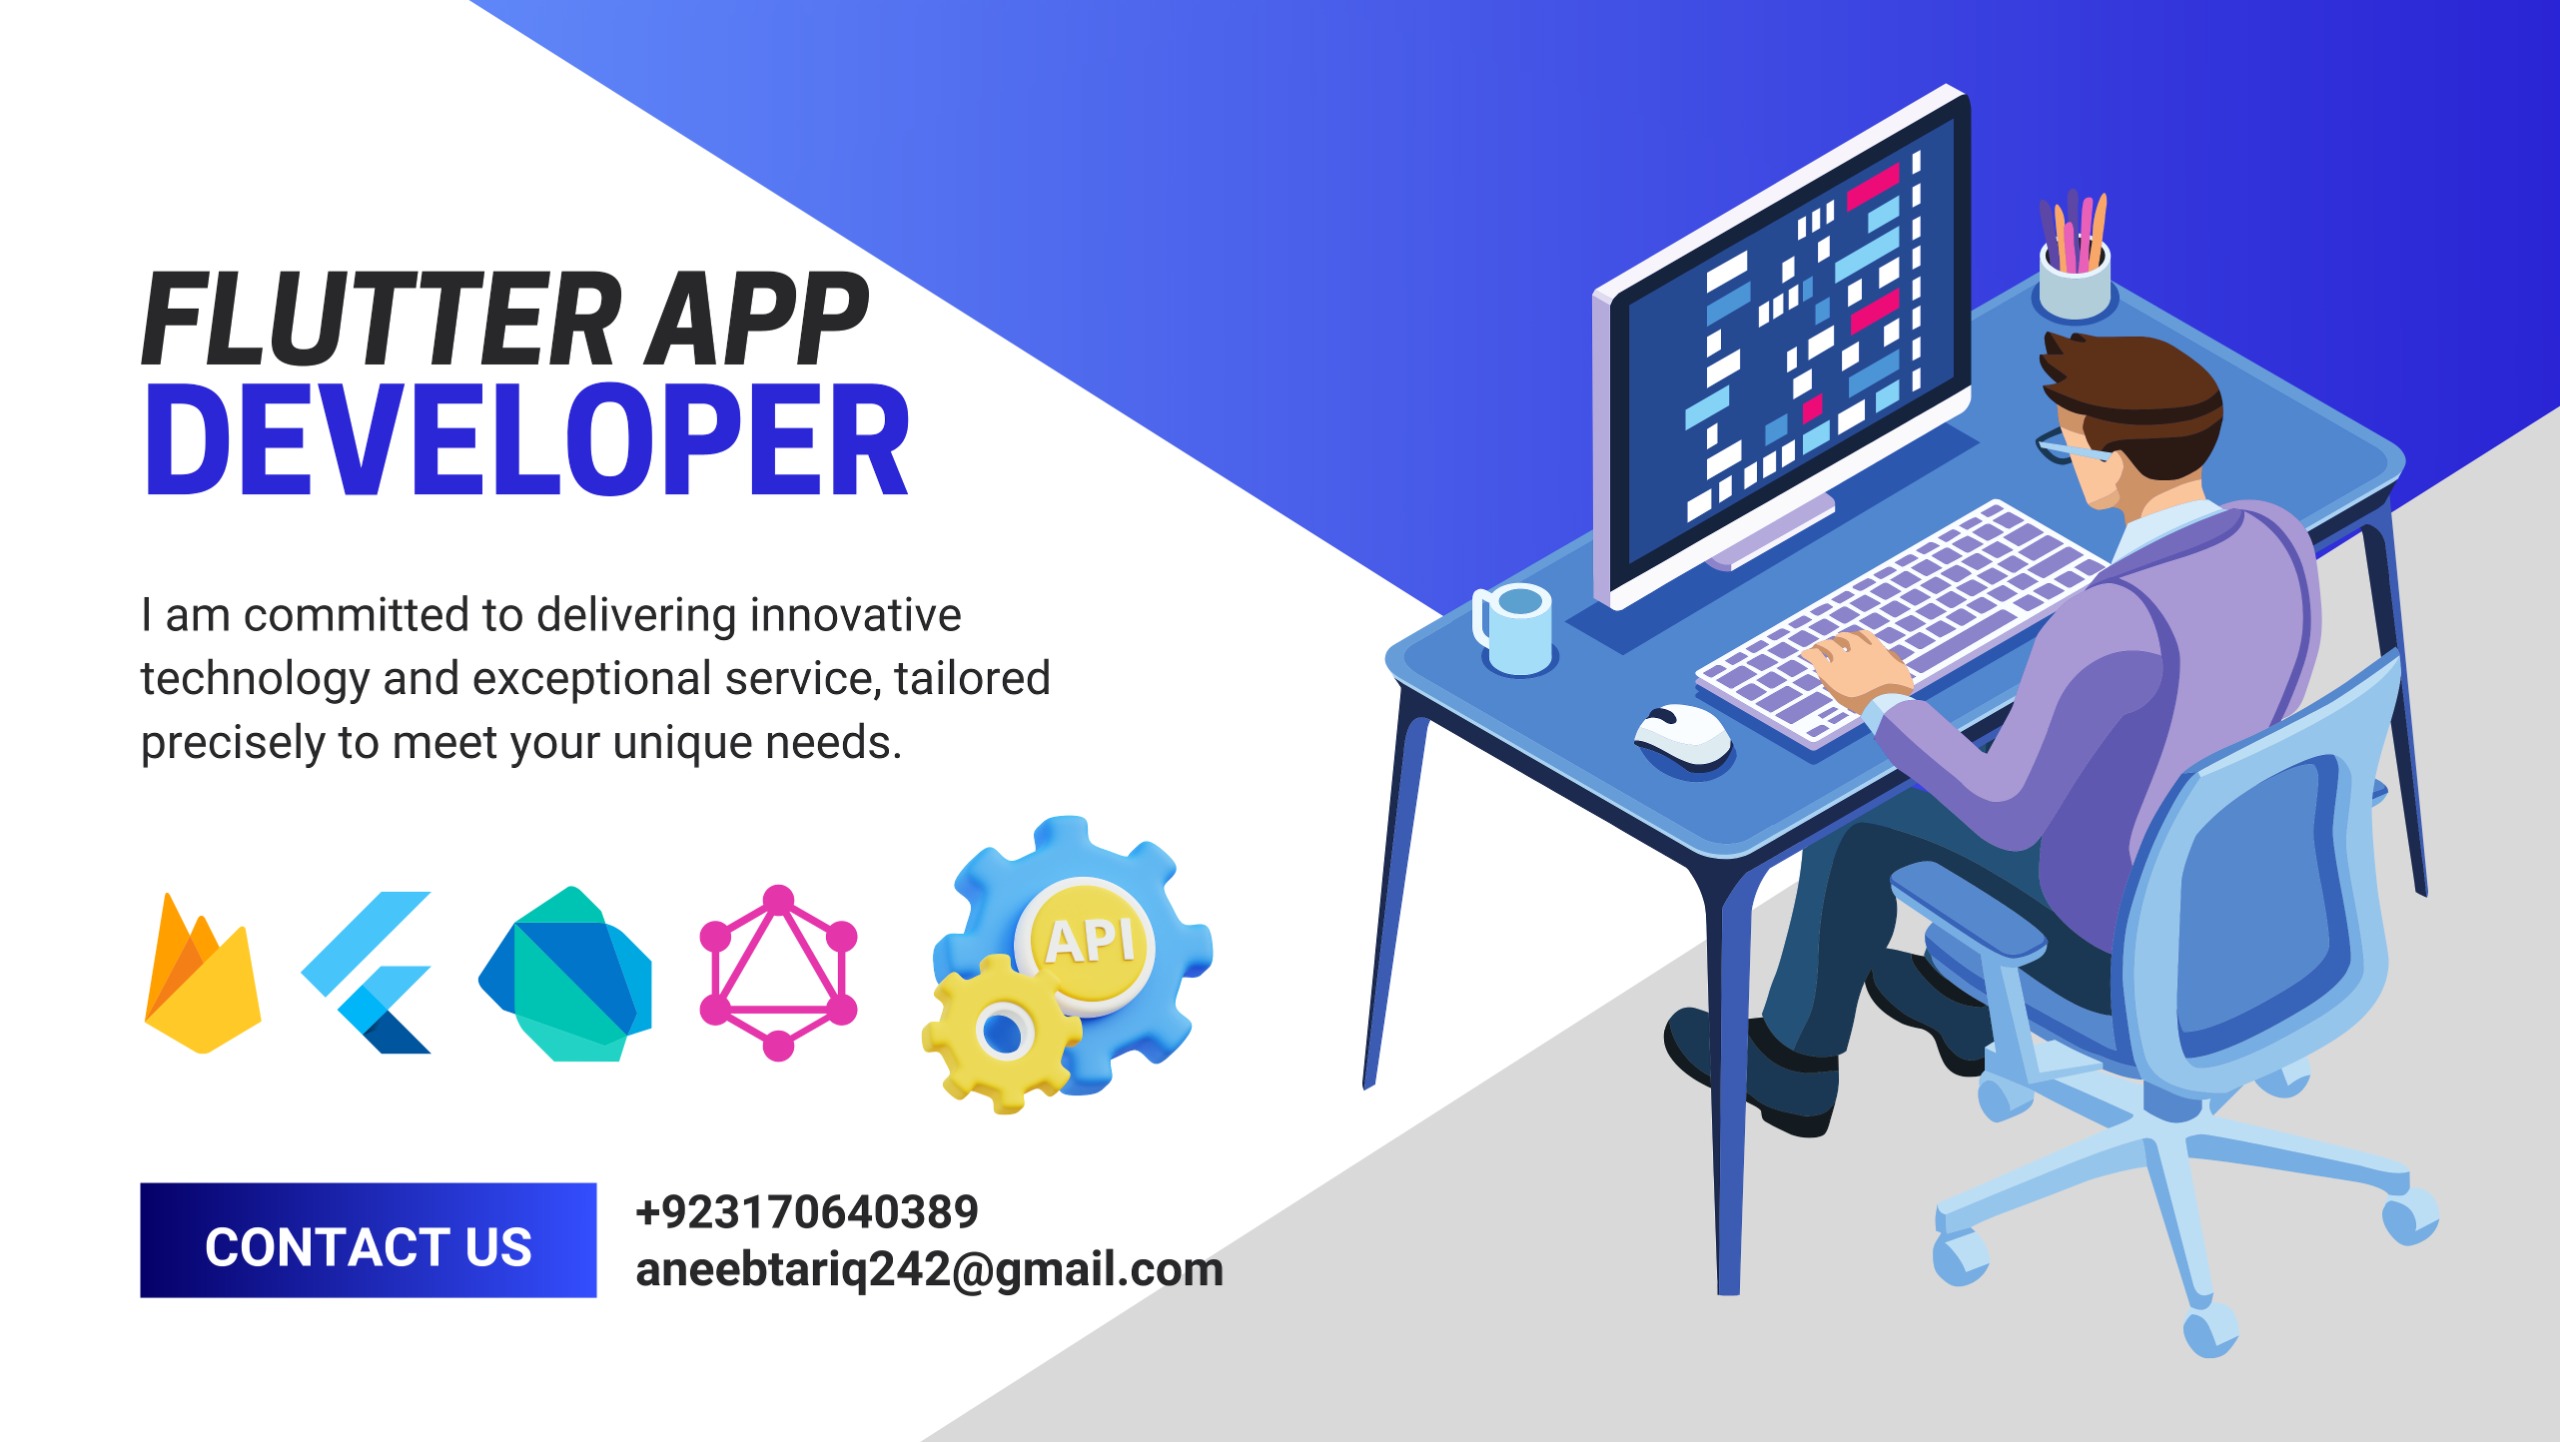 FLUTTER APP
DEVELOPER
I am committed to delivering innovative
technology and exceptional service, tailored
precisely to meet your unique needs.
API
CONTACT US
+923170640389
aneebtariq242@gmail.com